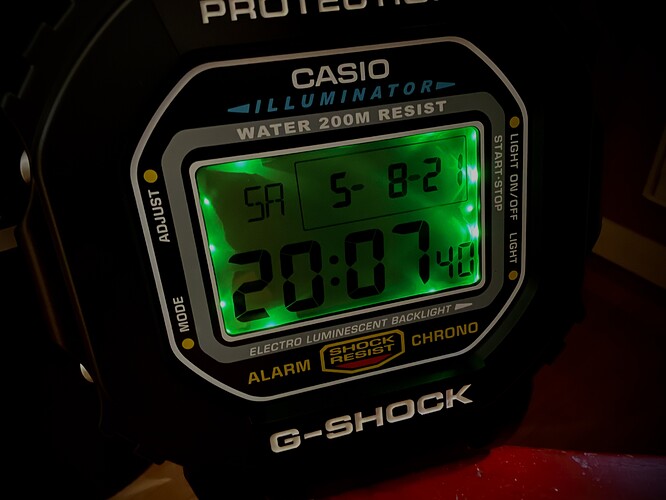 PROTECTION
CASIO
ILLUMINATOR
WATER 200M RESIST
ADJUST
MODE
LIGHT ON/OFF
START·STOP
LIGHT
SA 5- 8-21
20:07 40
ELECTRO LUMINESCENT BACKLIGHT
ALARM
SHOCK
RESIST
CHRONO
G-SHOCK